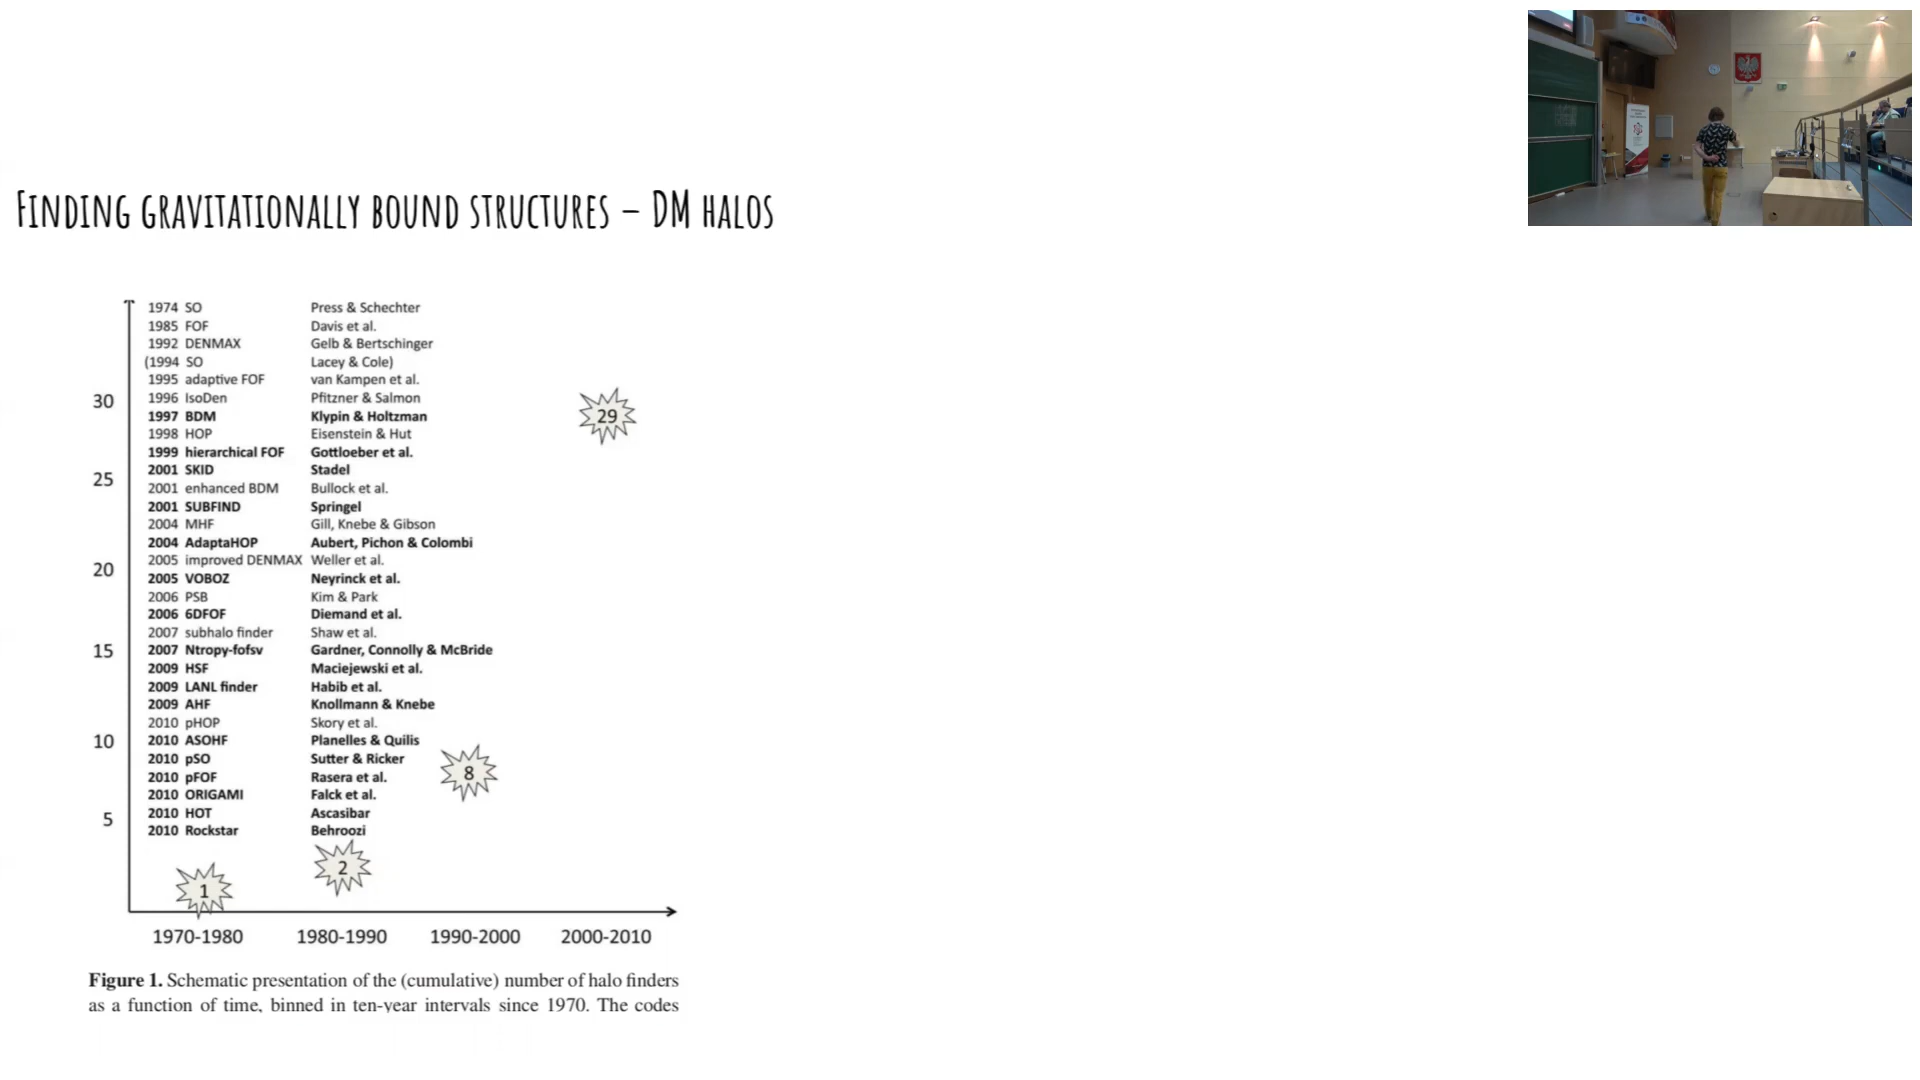 FINDING GRAVITATIONALLY BOUND STRUCTURES – DM HALOS
1974 SO Press & Schechter
1985 FOF Davis et al.
1992 DENMAX Gelb & Bertschinger
(1994 SO Lacey & Cole)
1995 adaptive FOF van Kampen et al.
1996 IsoDen Pfitzner & Salmon
1997 BDM Klypin & Holtzman
1998 HOP Eisenstein & Hut
1999 hierarchical FOF Gottloeber et al.
2001 SKID Stadel
2001 enhanced BDM Bullock et al.
2001 SUBFIND Springel
2004 MHF Gill, Knebe & Gibson
2004 AdaptaHOP Aubert, Pichon & Colombi
2005 improved DENMAX Weller et al.
2005 VOBOZ Neyrinck et al.
2006 PSB Kim & Park
2006 6DFOF Diemand et al.
2007 subhalo finder Shaw et al.
2007 Ntropy-fofsv Gardner, Connolly & McBride
2009 HSF Maciejewski et al.
2009 LANL finder Habib et al.
2009 AHF Knollmann & Knebe
2010 pHOP Skory et al.
2010 ASOHF Planelles & Quilis
2010 pSO Sutter & Ricker
2010 pFOF Rasera et al.
2010 ORIGAMI Falck et al.
2010 HOT Ascasibar
2010 Rockstar Behroozi
30
25
20
15
10
5
29
8
2
1
1970-1980 1980-1990 1990-2000 2000-2010
Figure 1. Schematic presentation of the (cumulative) number of halo finders
as a function of time, binned in ten-year intervals since 1970. The codes